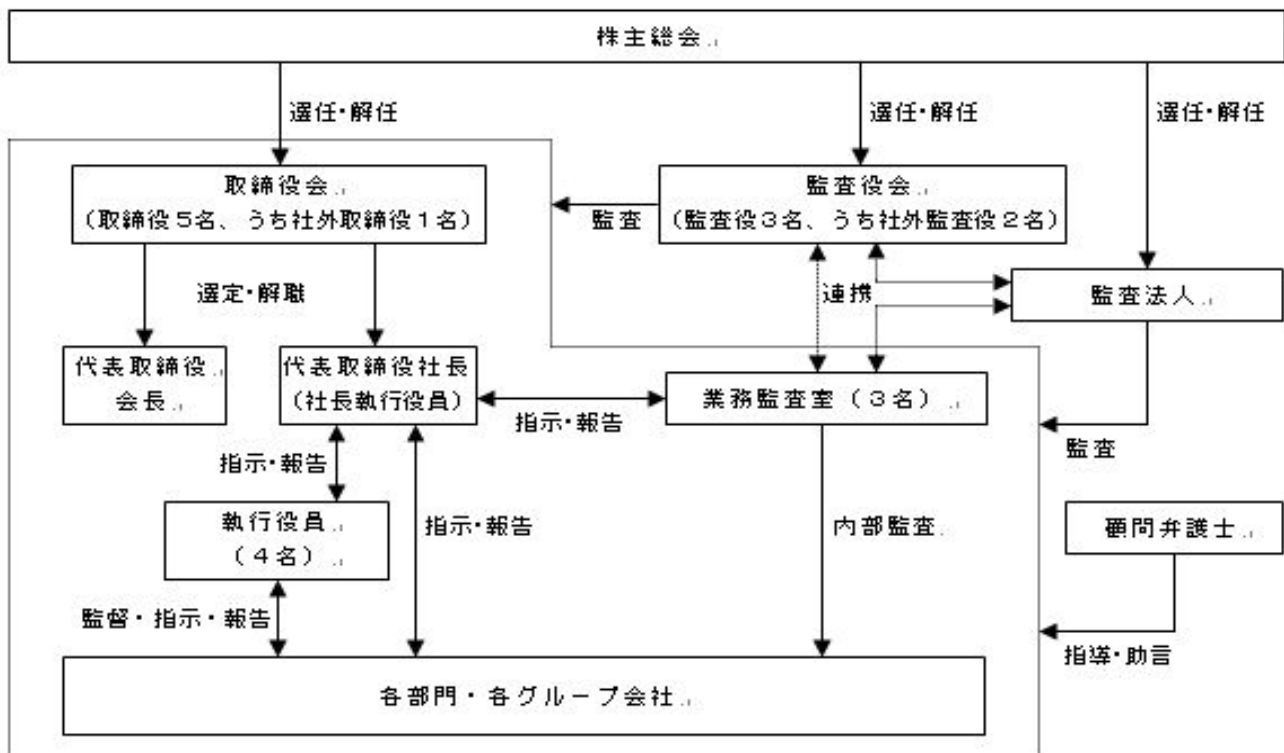 株主総会
選任・解任
選任・解任
選任・解任
取締役会
(取締役5名、うち社外取締役1名)
監査
監査役会
(監査役3名、うち社外監査役2名)
選定・解職
連携
監査法人
代表取締役
会長
代表取締役社長
(社長執行役員)
指示・報告
業務監査室(3名)
監査
指示・報告
執行役員
(4名)
指示・報告
内部監査
顧問弁護士
監督・指示・報告
指導・助言
各部門・各グループ会社